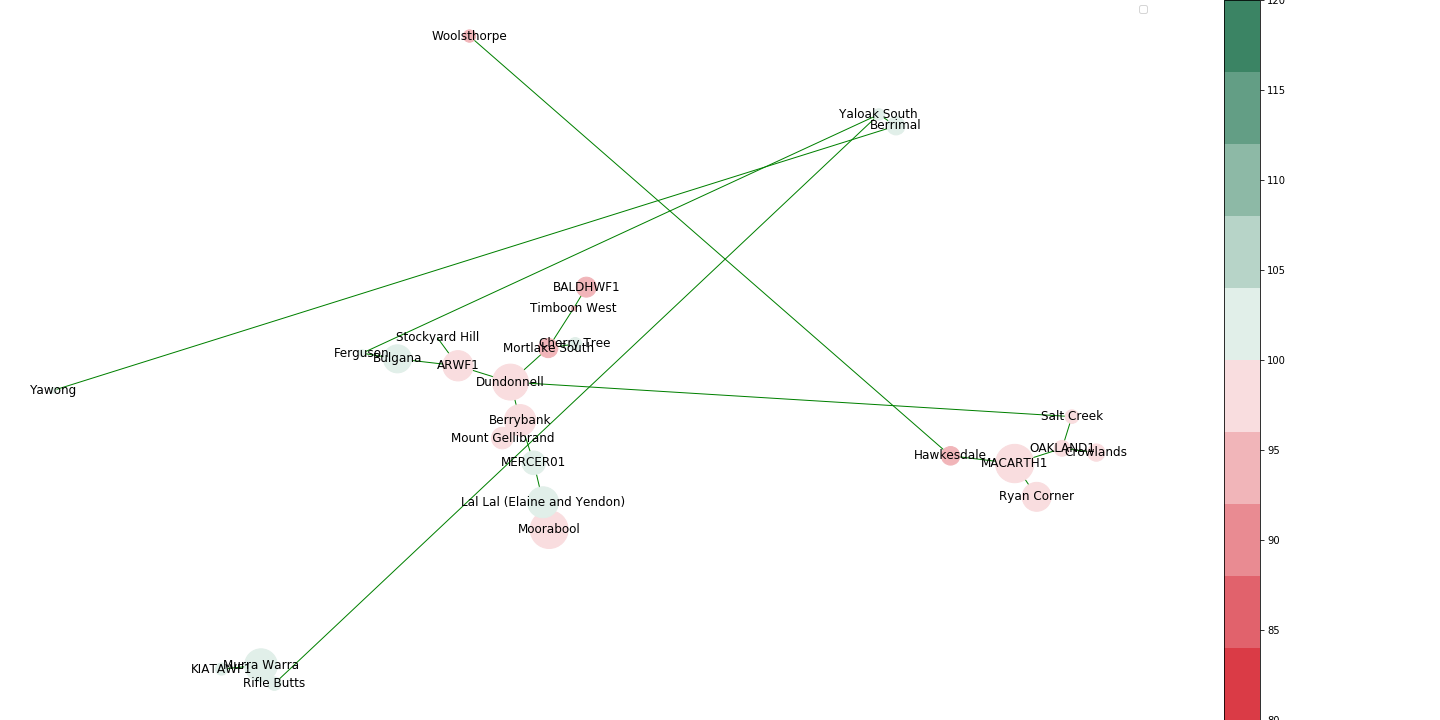 120
Woolsthorpe
115
Yaloak South
Berrimal
110
105
BALDHWF1
Timboon West
Stockyard Hill
Cherry Tree
Mortlake South
Ferguson
Bulgana
100
ARWF1
Dundonnell
Yawong
Salt Creek
Berrybank
Mount Gellibrand
OAKLAND1
Crowlands
95
Hawkesdale
MACARTH1
MERCER01
Ryan Corner
Lal Lal (Elaine and Yendon)
Moorabool
90
85
Murra Warra
KIATAWF1
Rifle Butts
80